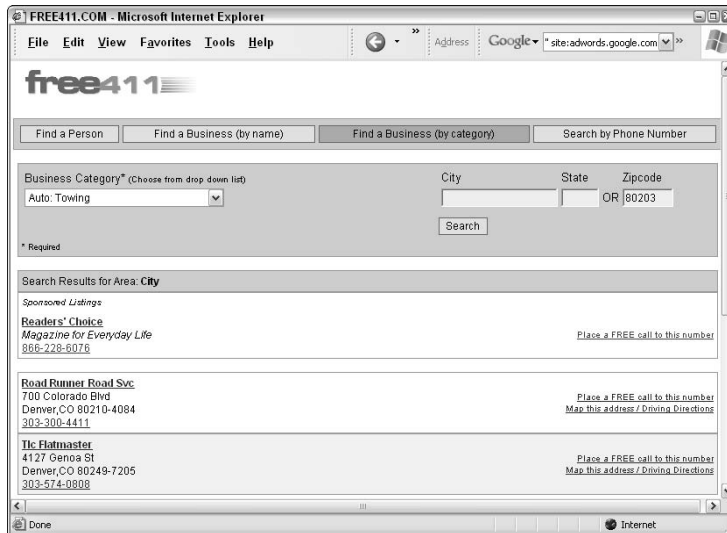 FREE411.COM - Microsoft Internet Explorer
File Edit View Favorites Tools Help » Address Google "site:adwords.google.com »
free411
Find a Person Find a Business (by name) Find a Business (by category) Search by Phone Number
Business Category* (Choose from drop down list) City State Zipcode
Auto: Towing OR 80203
Search
* Required
Search Results for Area: City
Sponsored Listings
Readers' Choice
Magazine for Everyday Life Place a FREE call to this number
866-228-6076
Road Runner Road Svc
700 Colorado Blvd Place a FREE call to this number
Denver,CO 80210-4084 Map this address / Driving Directions
303-300-4411
Tlc Flatmaster
4127 Genoa St Place a FREE call to this number
Denver,CO 80249-7205 Map this address / Driving Directions
303-574-0808
Done Internet